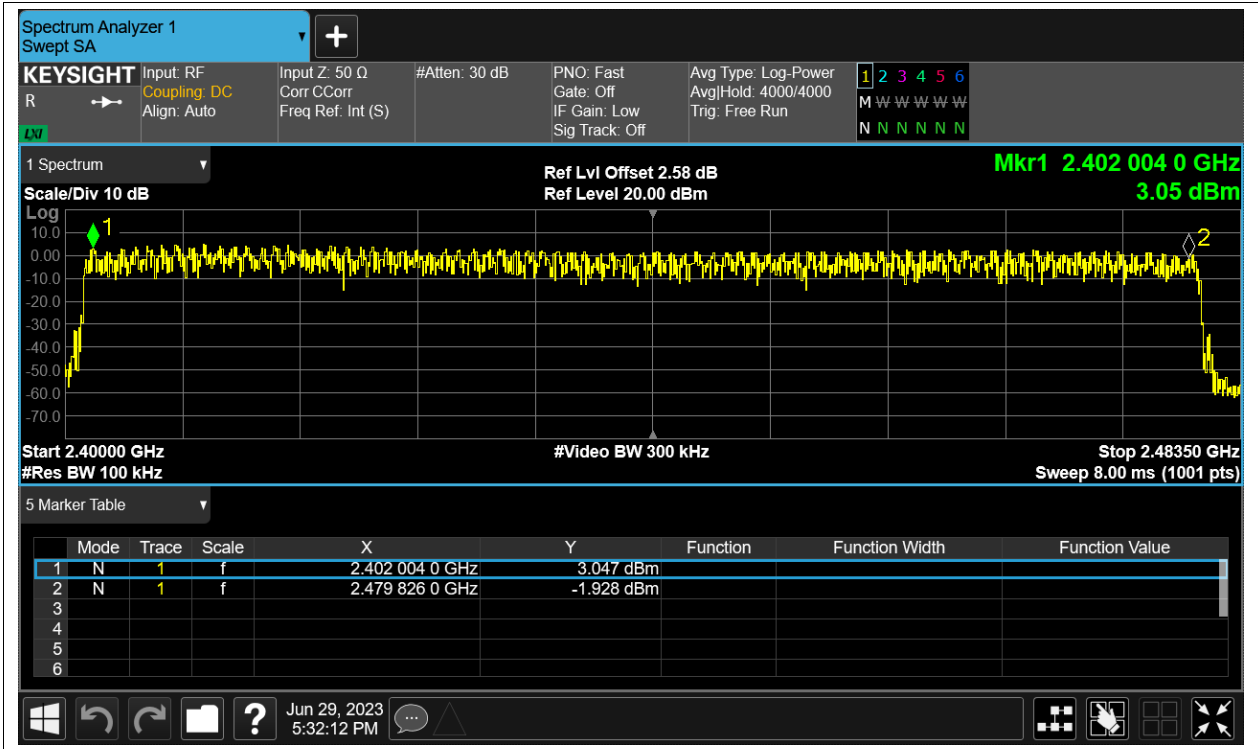 Spectrum Analyzer 1
Swept SA
+
KEYSIGHT Input: RF Input Z: 50 Ω #Atten: 30 dB PNO: Fast Avg Type: Log-Power 1 2 3 4 5 6
R Coupling: DC Corr CCorr Gate: Off Avg|Hold: 4000/4000 M W W W W W
Align: Auto Freq Ref: Int (S) IF Gain: Low Trig: Free Run
LXI Sig Track: Off N N N N N N
1 Spectrum Ref Lvl Offset 2.58 dB Mkr1 2.402 004 0 GHz
Scale/Div 10 dB Ref Level 20.00 dBm 3.05 dBm
Log
10.0 1
2
0.00
-10.0
-20.0
-30.0
-40.0
-50.0
-60.0
-70.0
Start 2.40000 GHz #Video BW 300 kHz Stop 2.48350 GHz
#Res BW 100 kHz Sweep 8.00 ms (1001 pts)
5 Marker Table
Mode Trace Scale X Y Function Function Width Function Value
1 N 1 f 2.402 004 0 GHz 3.047 dBm
2 N 1 f 2.479 826 0 GHz -1.928 dBm
3
4
5
6
? Jun 29, 2023
5:32:12 PM